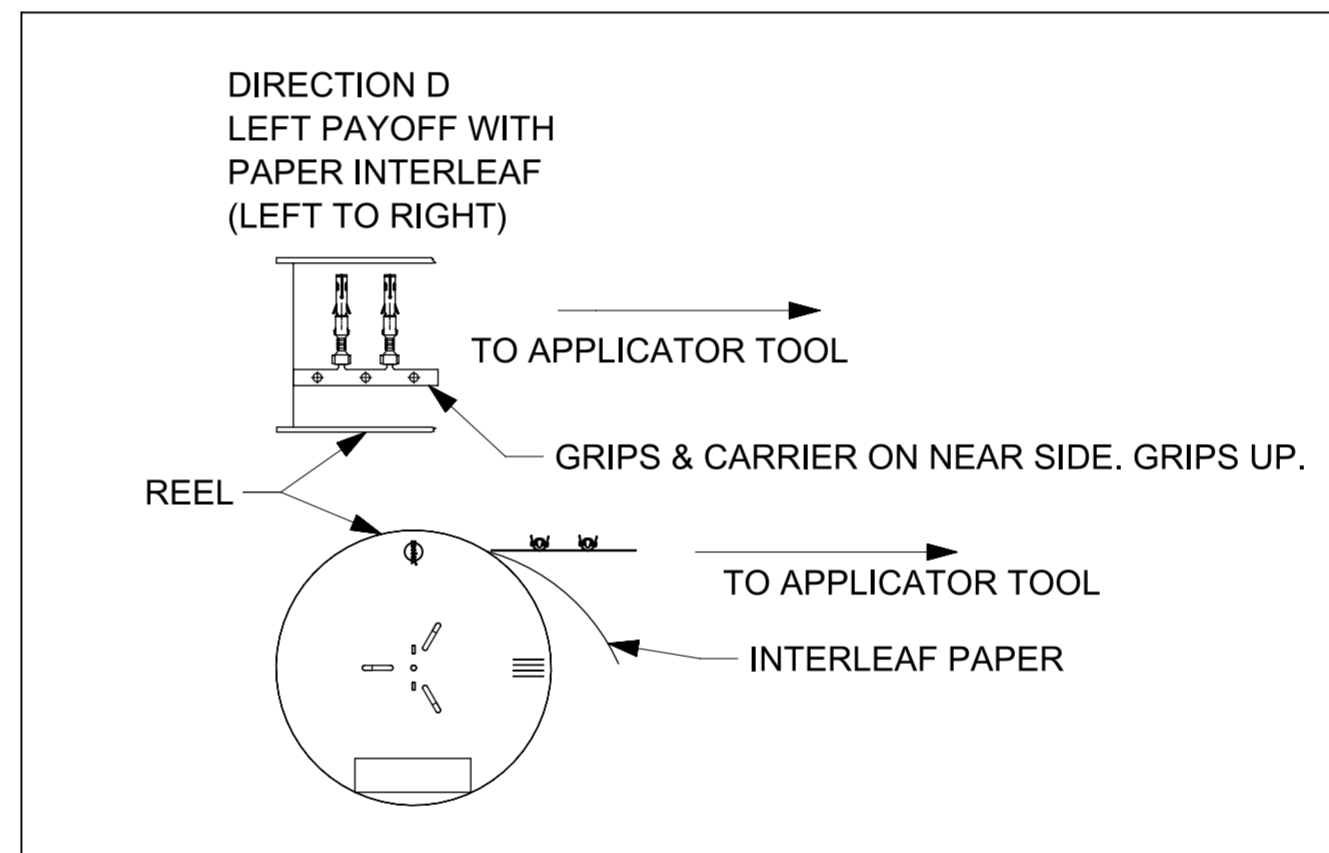 DIRECTION D
LEFT PAYOFF WITH
PAPER INTERLEAF
(LEFT TO RIGHT)
TO APPLICATOR TOOL
GRIPS & CARRIER ON NEAR SIDE. GRIPS UP.
REEL
TO APPLICATOR TOOL
INTERLEAF PAPER